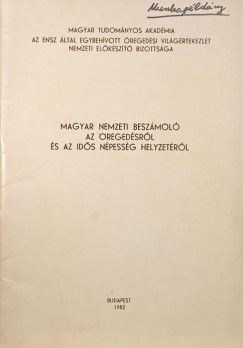 Munkapéldány
MAGYAR TUDOMÁNYOS AKADÉMIA
AZ ENSZ ÁLTAL EGYBEHÍVOTT ÖREGEDÉSI VILÁGÉRTEKEZLET
NEMZETI ELŐKÉSZÍTŐ BIZOTTSÁGA
MAGYAR NEMZETI BESZÁMOLÓ
AZ ÖREGEDÉSRŐL
ÉS AZ IDŐS NÉPESSÉG HELYZETÉRŐL
BUDAPEST
1982